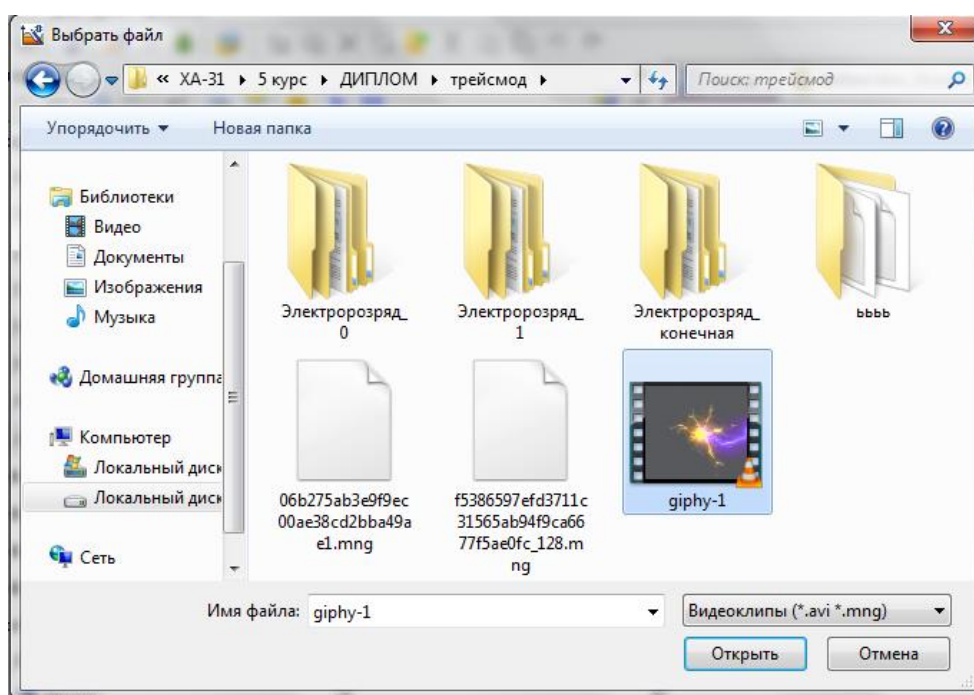 Выбрать файл
« ХА-31 ▸ 5 курс ▸ ДИПЛОМ ▸ трейсмод ▸
Поиск: трейсмод
Упорядочить ▼ Новая папка
Библиотеки
Видео
Документы
Изображения
Музыка
Домашняя группа
Компьютер
Локальный диск
Локальный диск
Сеть
Электророзряд_
0
Электророзряд_
1
Электророзряд_
конечная
ьььь
06b275ab3e9f9ec
00ae38cd2bba49a
e1.mng
f5386597efd3711c
31565ab94f9ca66
77f5ae0fc_128.m
ng
giphy-1
Имя файла: giphy-1
Видеоклипы (*.avi *.mng)
Открыть Отмена